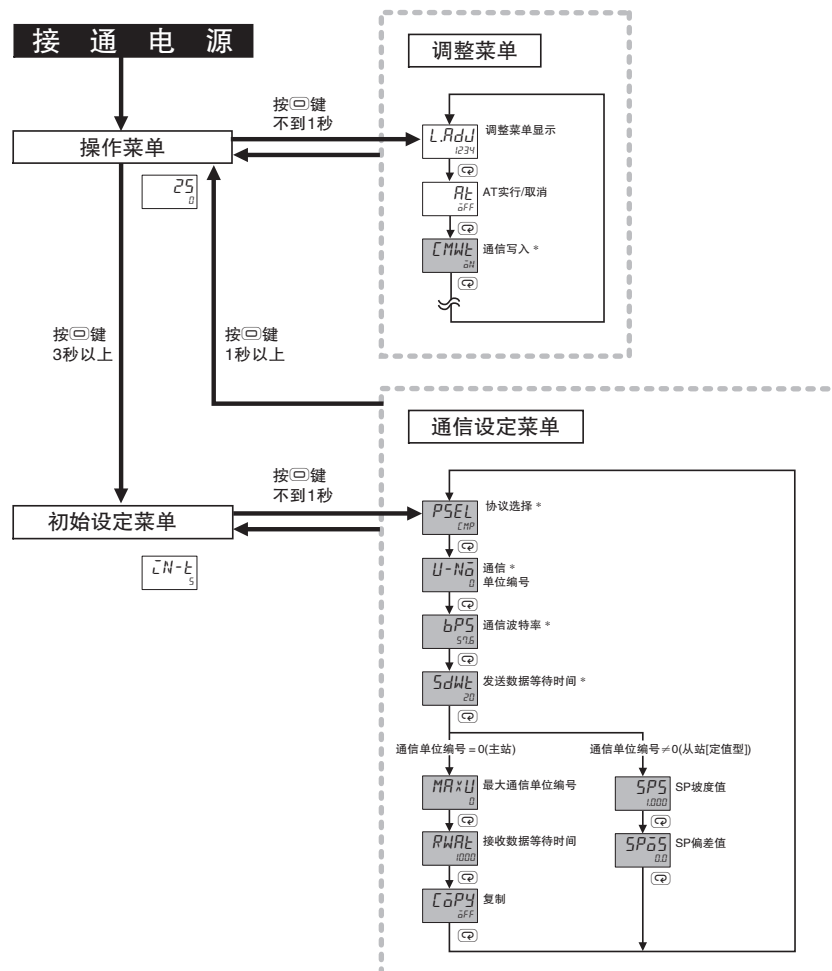 接通电源
调整菜单
按键
不到1秒
操作菜单
L.AdJ
1234
调整菜单显示
25
0
At
oFF
AT实行/取消
CMWt
oN
通信写入 *
按键
3秒以上
按键
1秒以上
通信设定菜单
按键
不到1秒
初始设定菜单
PSEL
CMP
协议选择 *
iN-t
5
U-No
0
通信 *
单位编号
bPS
57.6
通信波特率 *
SdWt
20
发送数据等待时间 *
通信单位编号 = 0(主站)
通信单位编号 ≠ 0(从站[定值型])
MAXU
0
最大通信单位编号
SPS
1.000
SP坡度值
RWAt
1000
接收数据等待时间
SPoS
0.0
SP偏差值
CoPY
oFF
复制